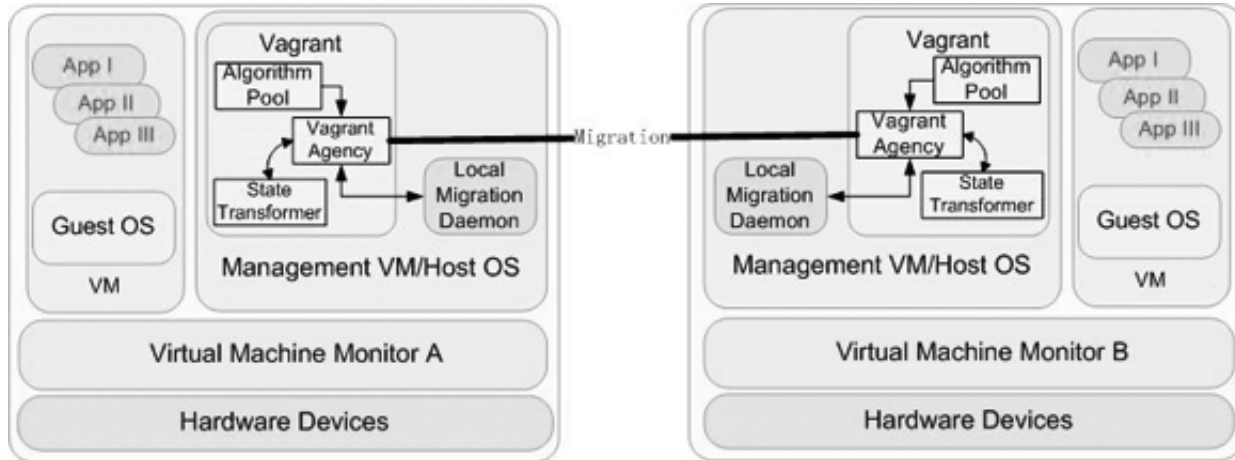 App I
App II
App III
Guest OS
VM
Vagrant
Algorithm
Pool
Vagrant
Agency
State
Transformer
Local
Migration
Daemon
Management VM/Host OS
Virtual Machine Monitor A
Hardware Devices
Migration
Vagrant
Algorithm
Pool
Vagrant
Agency
State
Transformer
Local
Migration
Daemon
Management VM/Host OS
App I
App II
App III
Guest OS
VM
Virtual Machine Monitor B
Hardware Devices